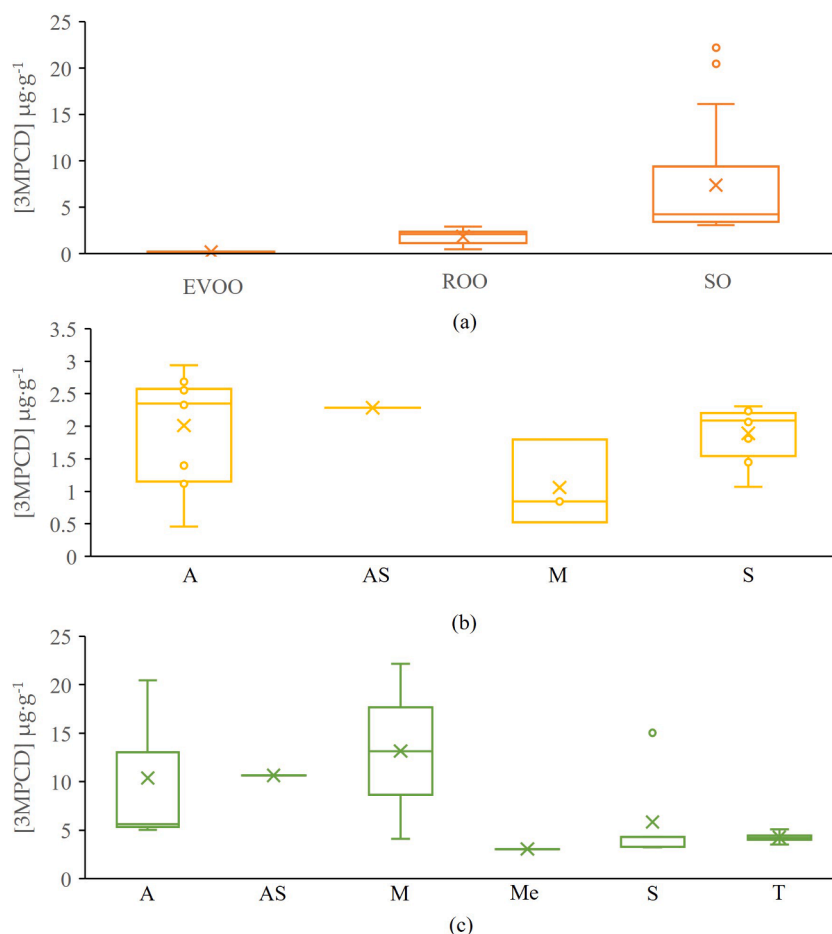 [3MPCD] µg·g⁻¹
25
20
15
10
5
0
EVOO ROO SO
(a)
[3MPCD] µg·g⁻¹
3.5
3
2.5
2
1.5
1
0.5
0
A AS M S
(b)
[3MPCD] µg·g⁻¹
25
20
15
10
5
0
A AS M Me S T
(c)